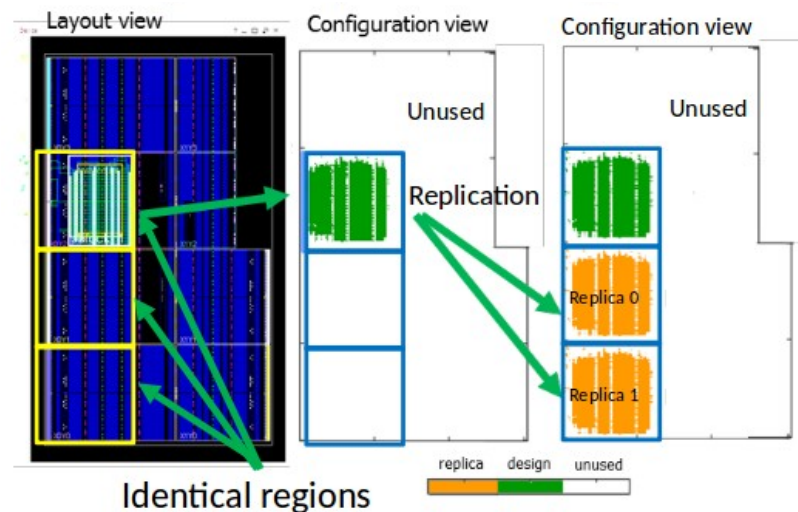 Layout view
Configuration view
Configuration view
Unused
Unused
Replication
Replica 0
Replica 1
replica design unused
Identical regions